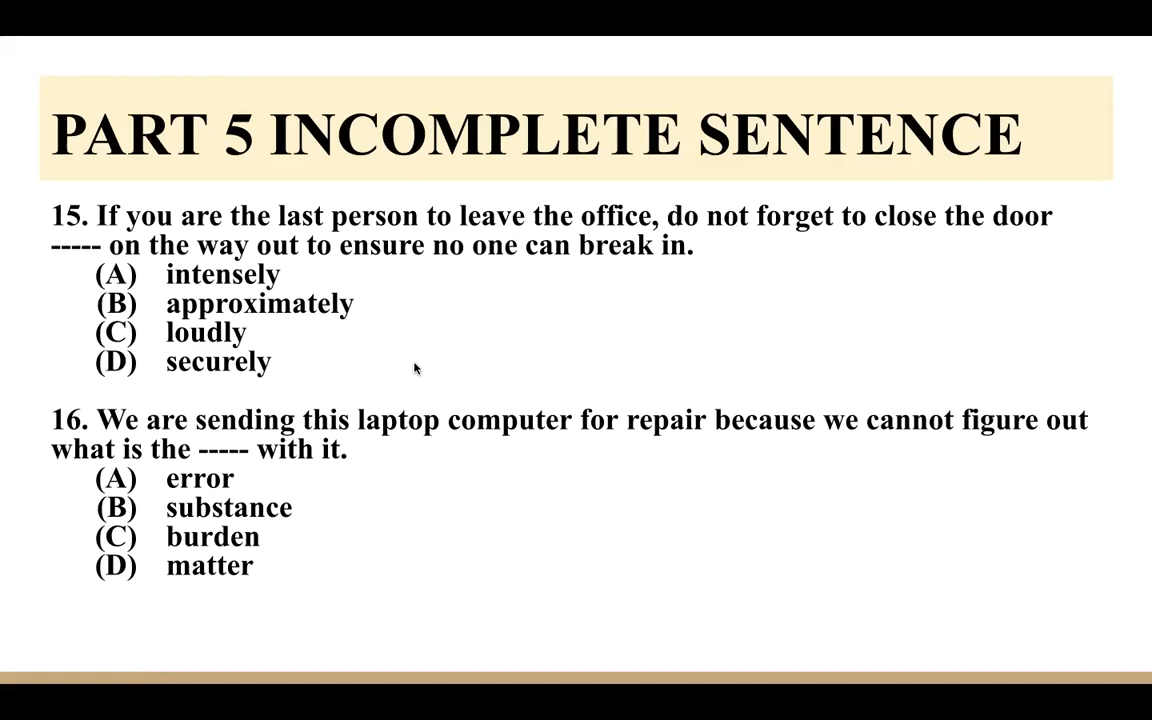 PART 5 INCOMPLETE SENTENCE
15. If you are the last person to leave the office, do not forget to close the door
----- on the way out to ensure no one can break in.
(A) intensely
(B) approximately
(C) loudly
(D) securely
16. We are sending this laptop computer for repair because we cannot figure out
what is the ----- with it.
(A) error
(B) substance
(C) burden
(D) matter